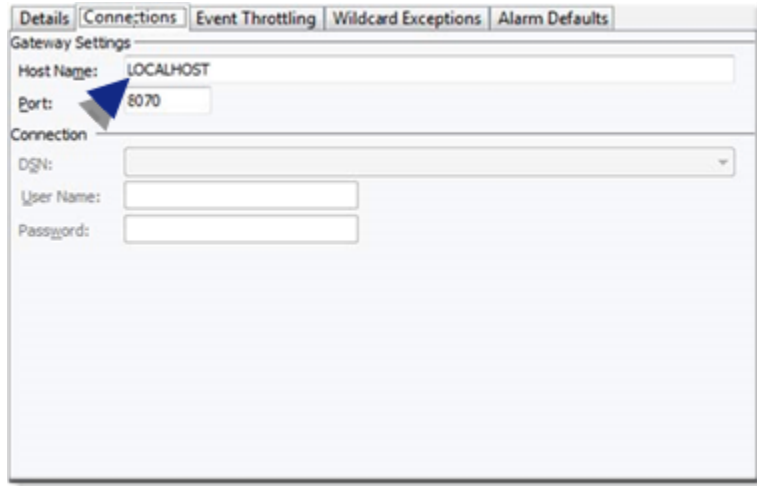 Details Connections Event Throttling Wildcard Exceptions Alarm Defaults
Gateway Settings
Host Name: LOCALHOST
Port: 8070
Connection
DSN:
User Name:
Password: